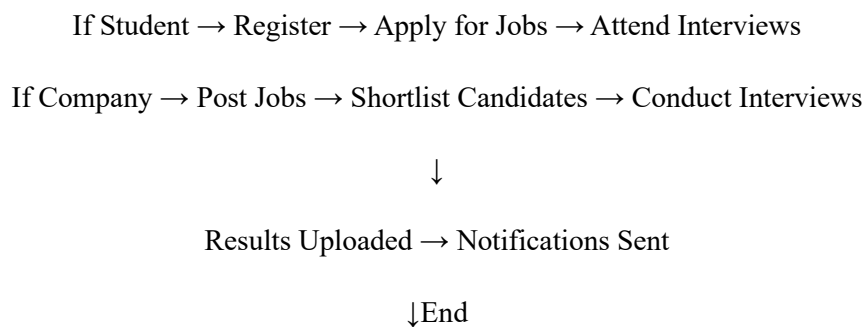 If Student → Register → Apply for Jobs → Attend Interviews
If Company → Post Jobs → Shortlist Candidates → Conduct Interviews
↓
Results Uploaded → Notifications Sent
↓End